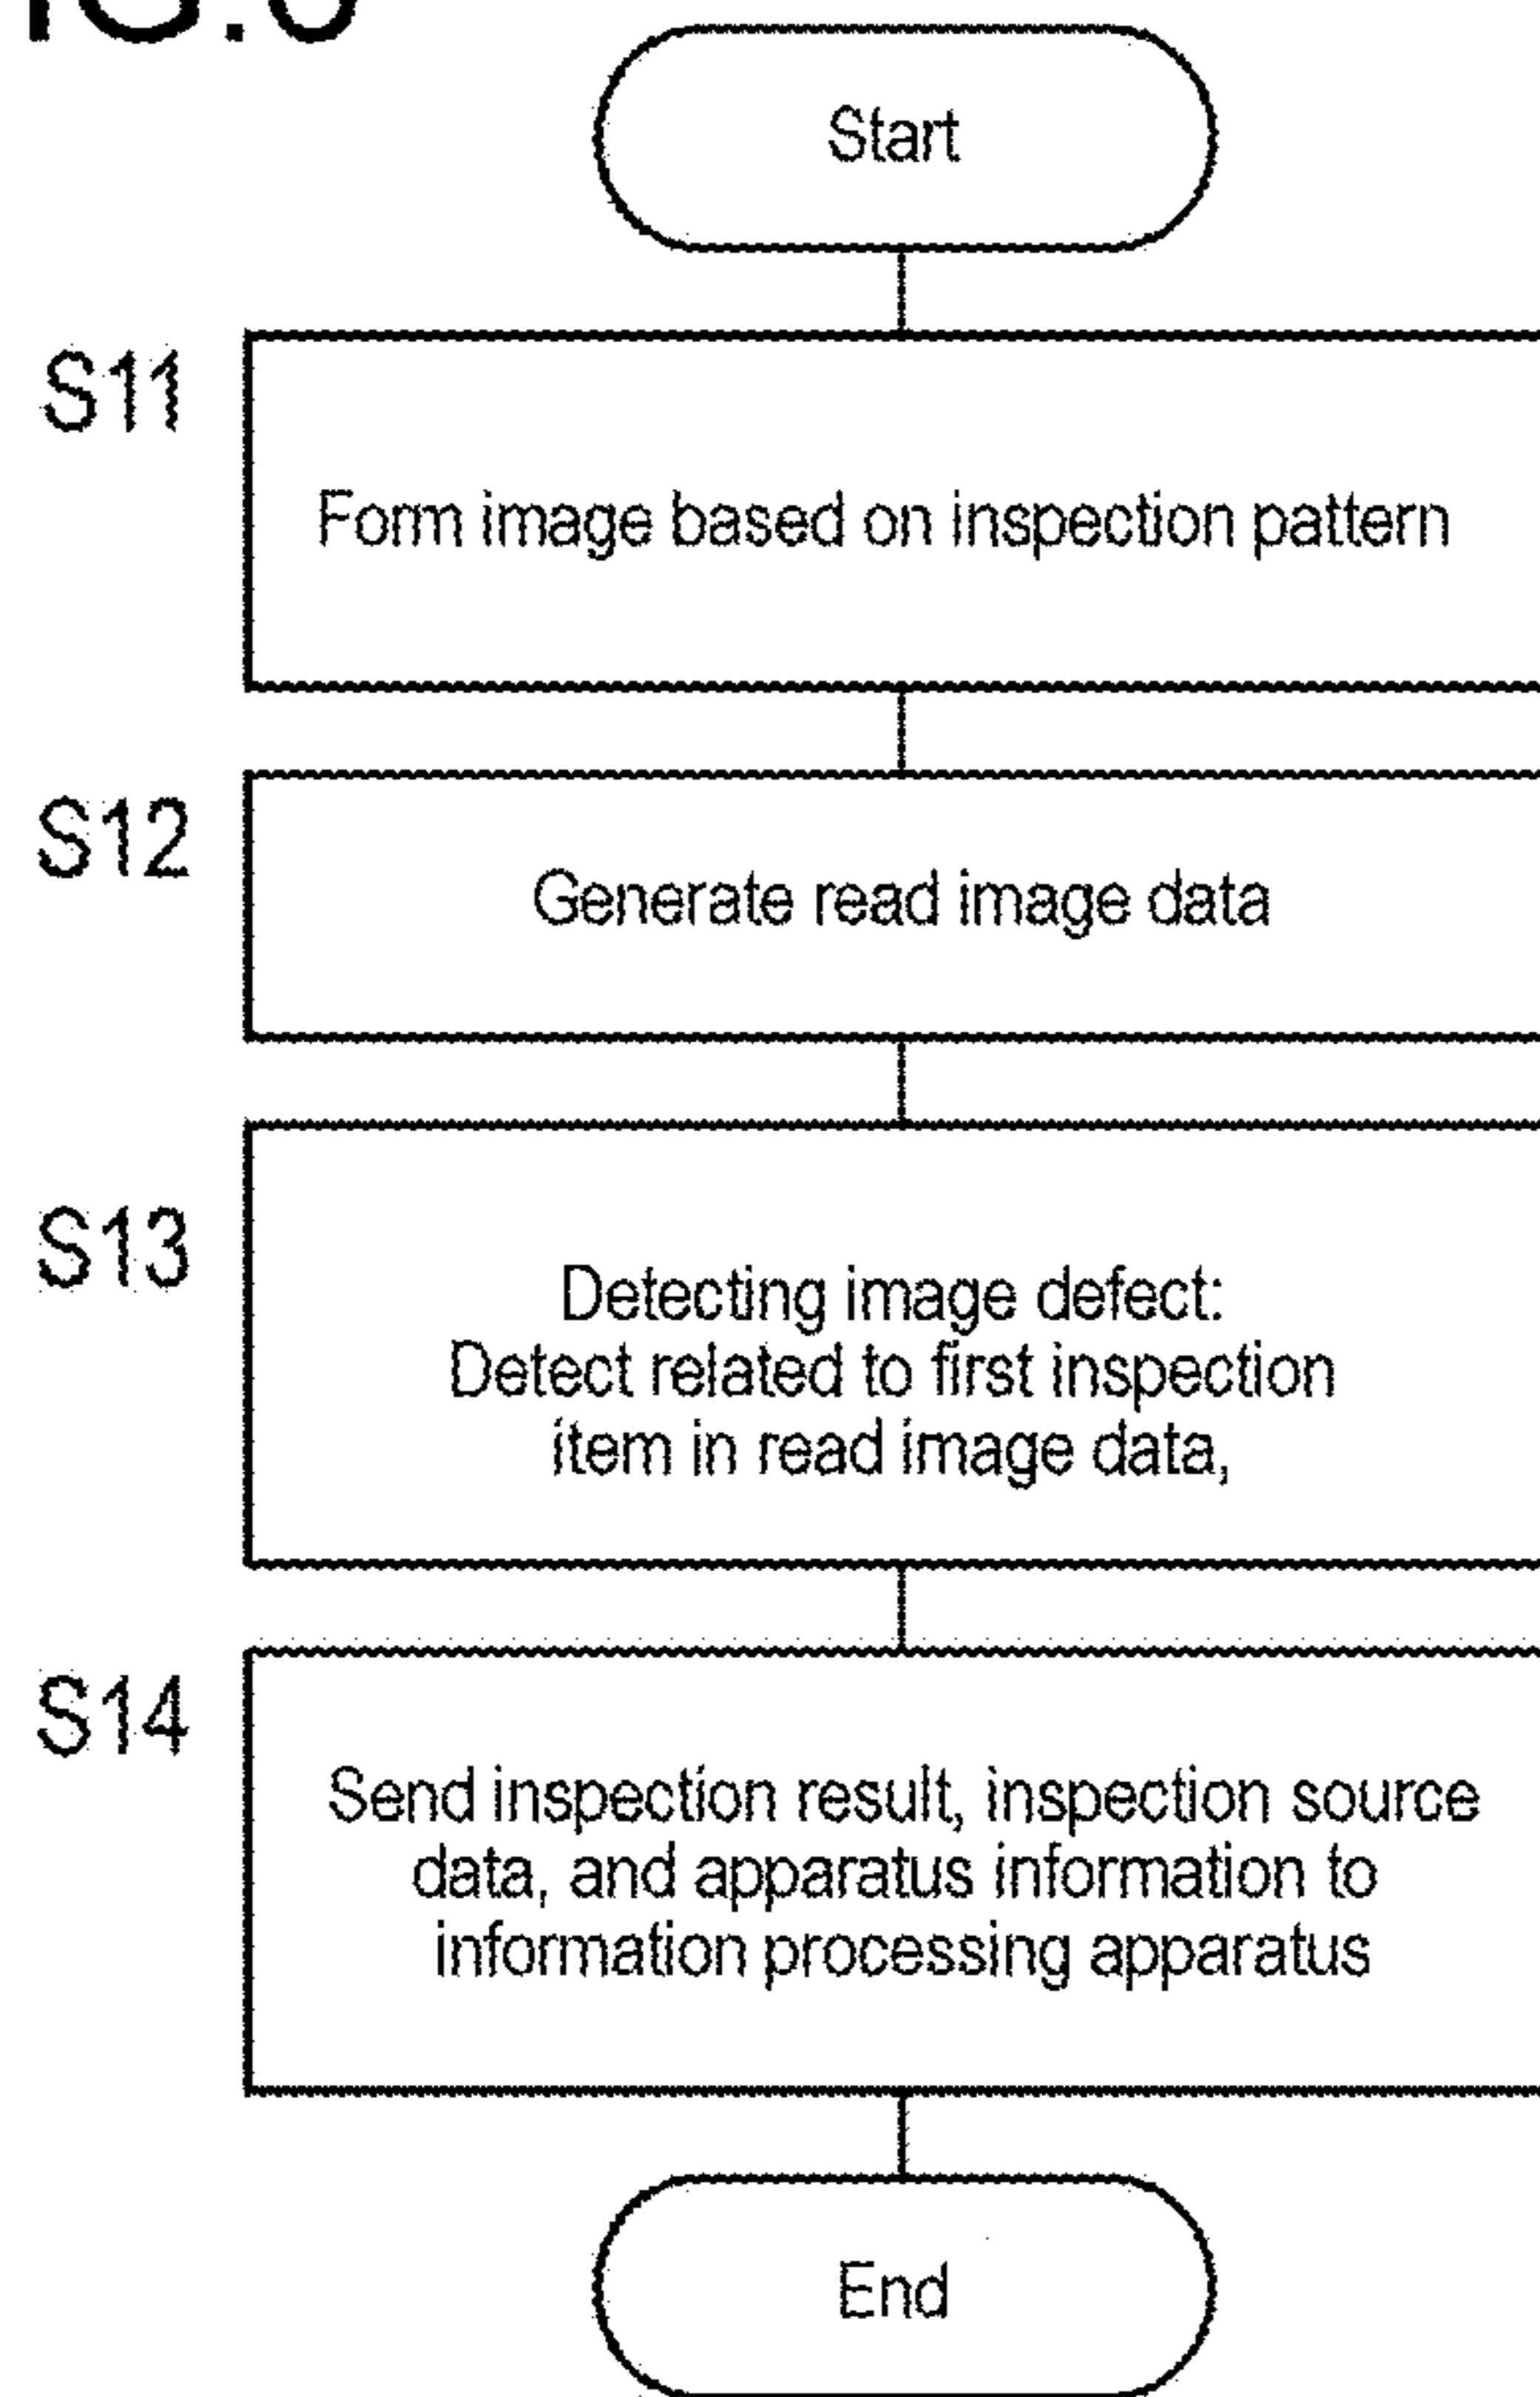 Start
S11
Form image based on inspection pattern
S12
Generate read image data
S13
Detecting image defect:
Detect related to first inspection
item in read image data,
S14
Send inspection result, inspection source
data, and apparatus information to
information processing apparatus
End